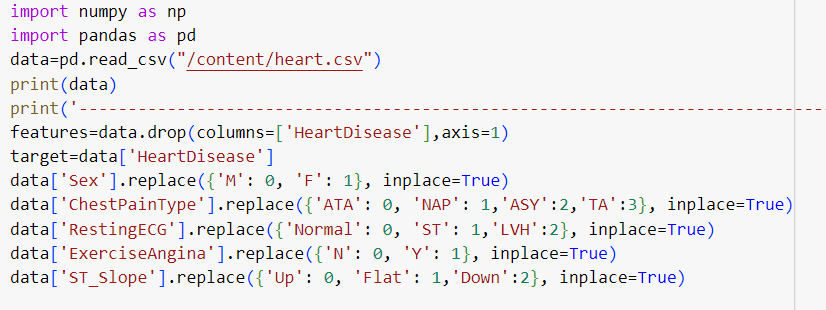 import numpy as np
import pandas as pd
data=pd.read_csv("/content/heart.csv")
print(data)
print('----------------------------------------------------------------------------
features=data.drop(columns=['HeartDisease'],axis=1)
target=data['HeartDisease']
data['Sex'].replace({'M': 0, 'F': 1}, inplace=True)
data['ChestPainType'].replace({'ATA': 0, 'NAP': 1,'ASY':2,'TA':3}, inplace=True)
data['RestingECG'].replace({'Normal': 0, 'ST': 1,'LVH':2}, inplace=True)
data['ExerciseAngina'].replace({'N': 0, 'Y': 1}, inplace=True)
data['ST_Slope'].replace({'Up': 0, 'Flat': 1,'Down':2}, inplace=True)